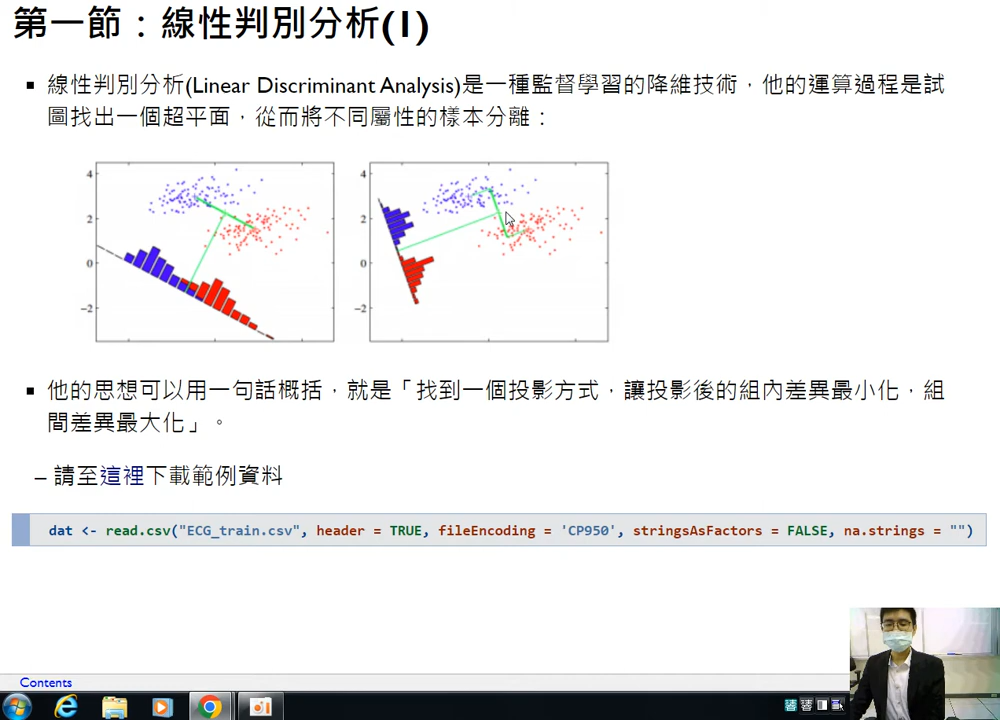 第一節：線性判別分析(1)
▪ 線性判別分析(Linear Discriminant Analysis)是一種監督學習的降維技術，他的運算過程是試
圖找出一個超平面，從而將不同屬性的樣本分離：
4
2
0
−2
4
2
0
−2
▪ 他的思想可以用一句話概括，就是「找到一個投影方式，讓投影後的組內差異最小化，組
間差異最大化」。
– 請至這裡下載範例資料
dat <- read.csv("ECG_train.csv", header = TRUE, fileEncoding = 'CP950', stringsAsFactors = FALSE, na.strings = "")
Contents